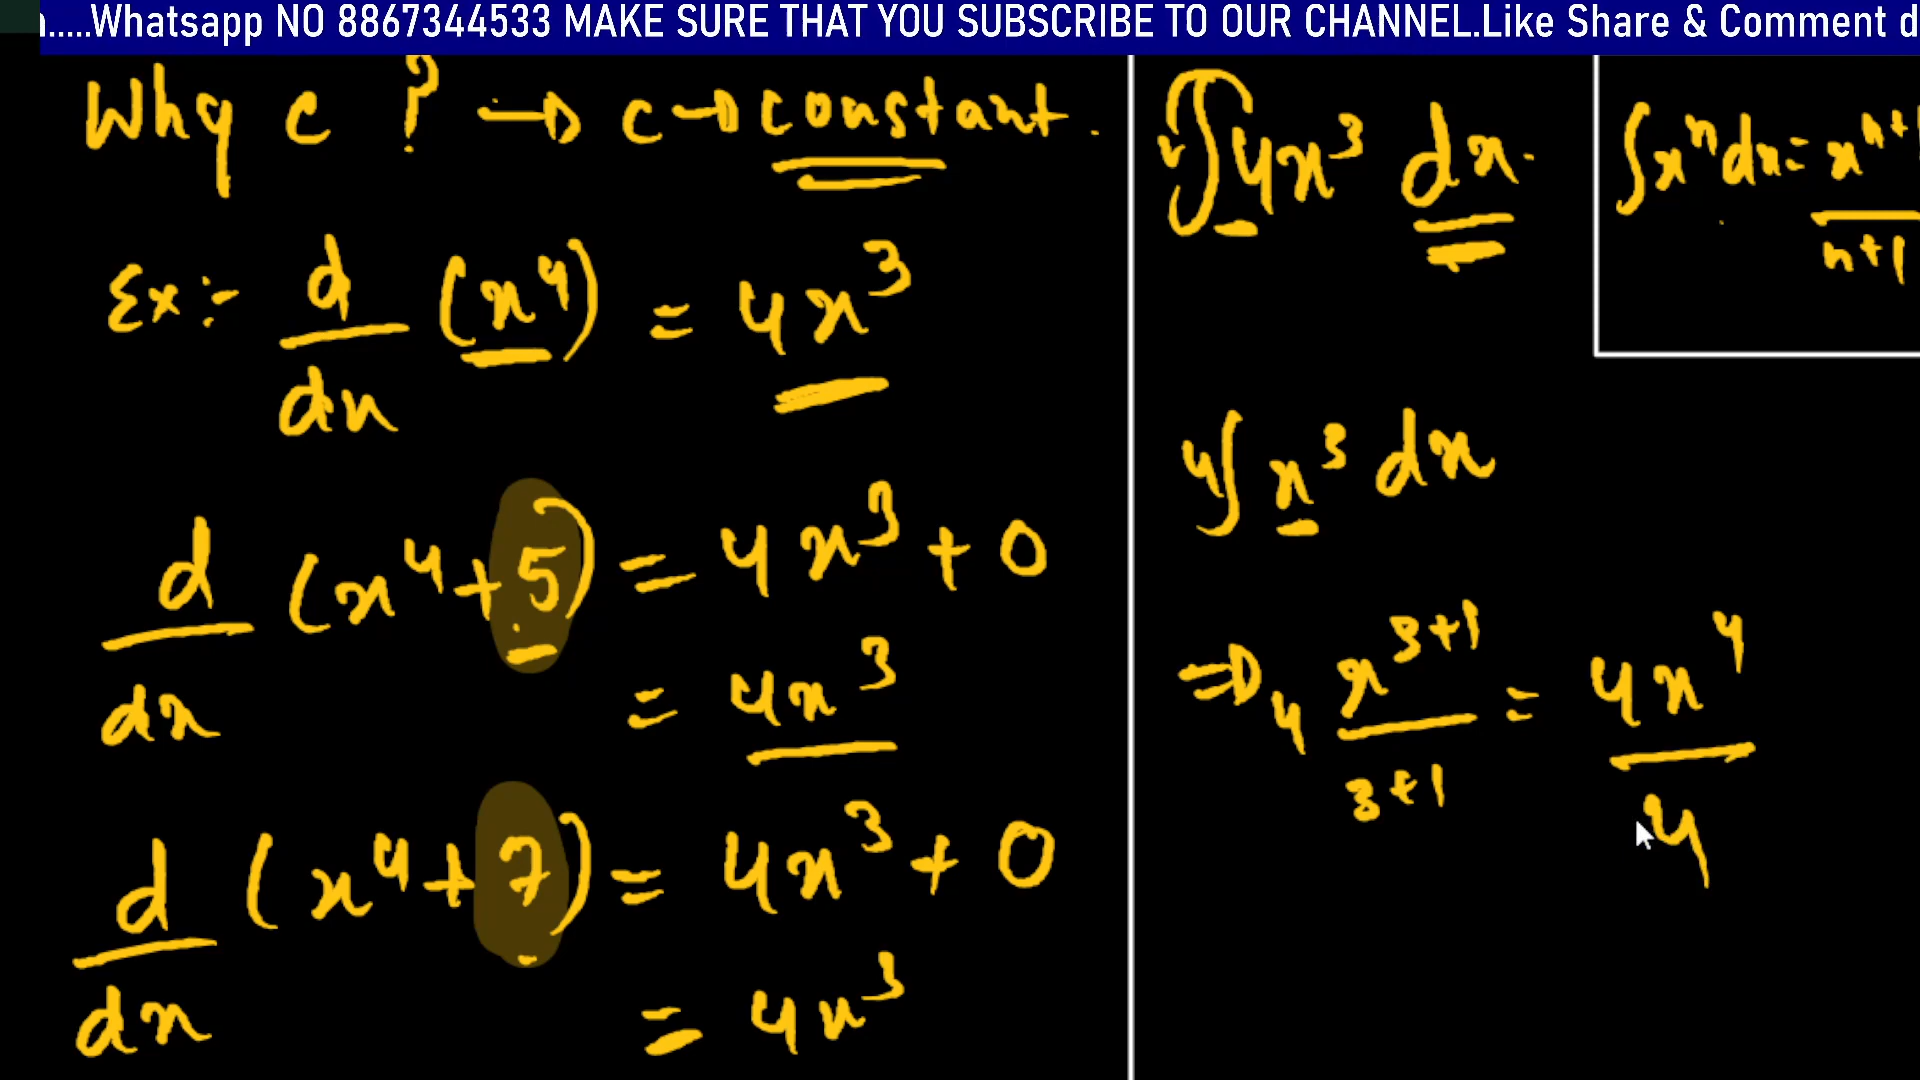 .....Whatsapp NO 8867344533 MAKE SURE THAT YOU SUBSCRIBE TO OUR CHANNEL.Like Share & Comment d
Why c ? → c → constant.
Ex:- d/dx (x⁴) = 4x³
d/dx (x⁴+5) = 4x³ + 0
= 4x³
d/dx (x⁴+7) = 4x³ + 0
= 4x³
∫4x³ dx.
∫xⁿdx = xⁿ⁺¹/n+1
4∫x³ dx
⇒ 4 x³⁺¹/3+1 = 4x⁴/4